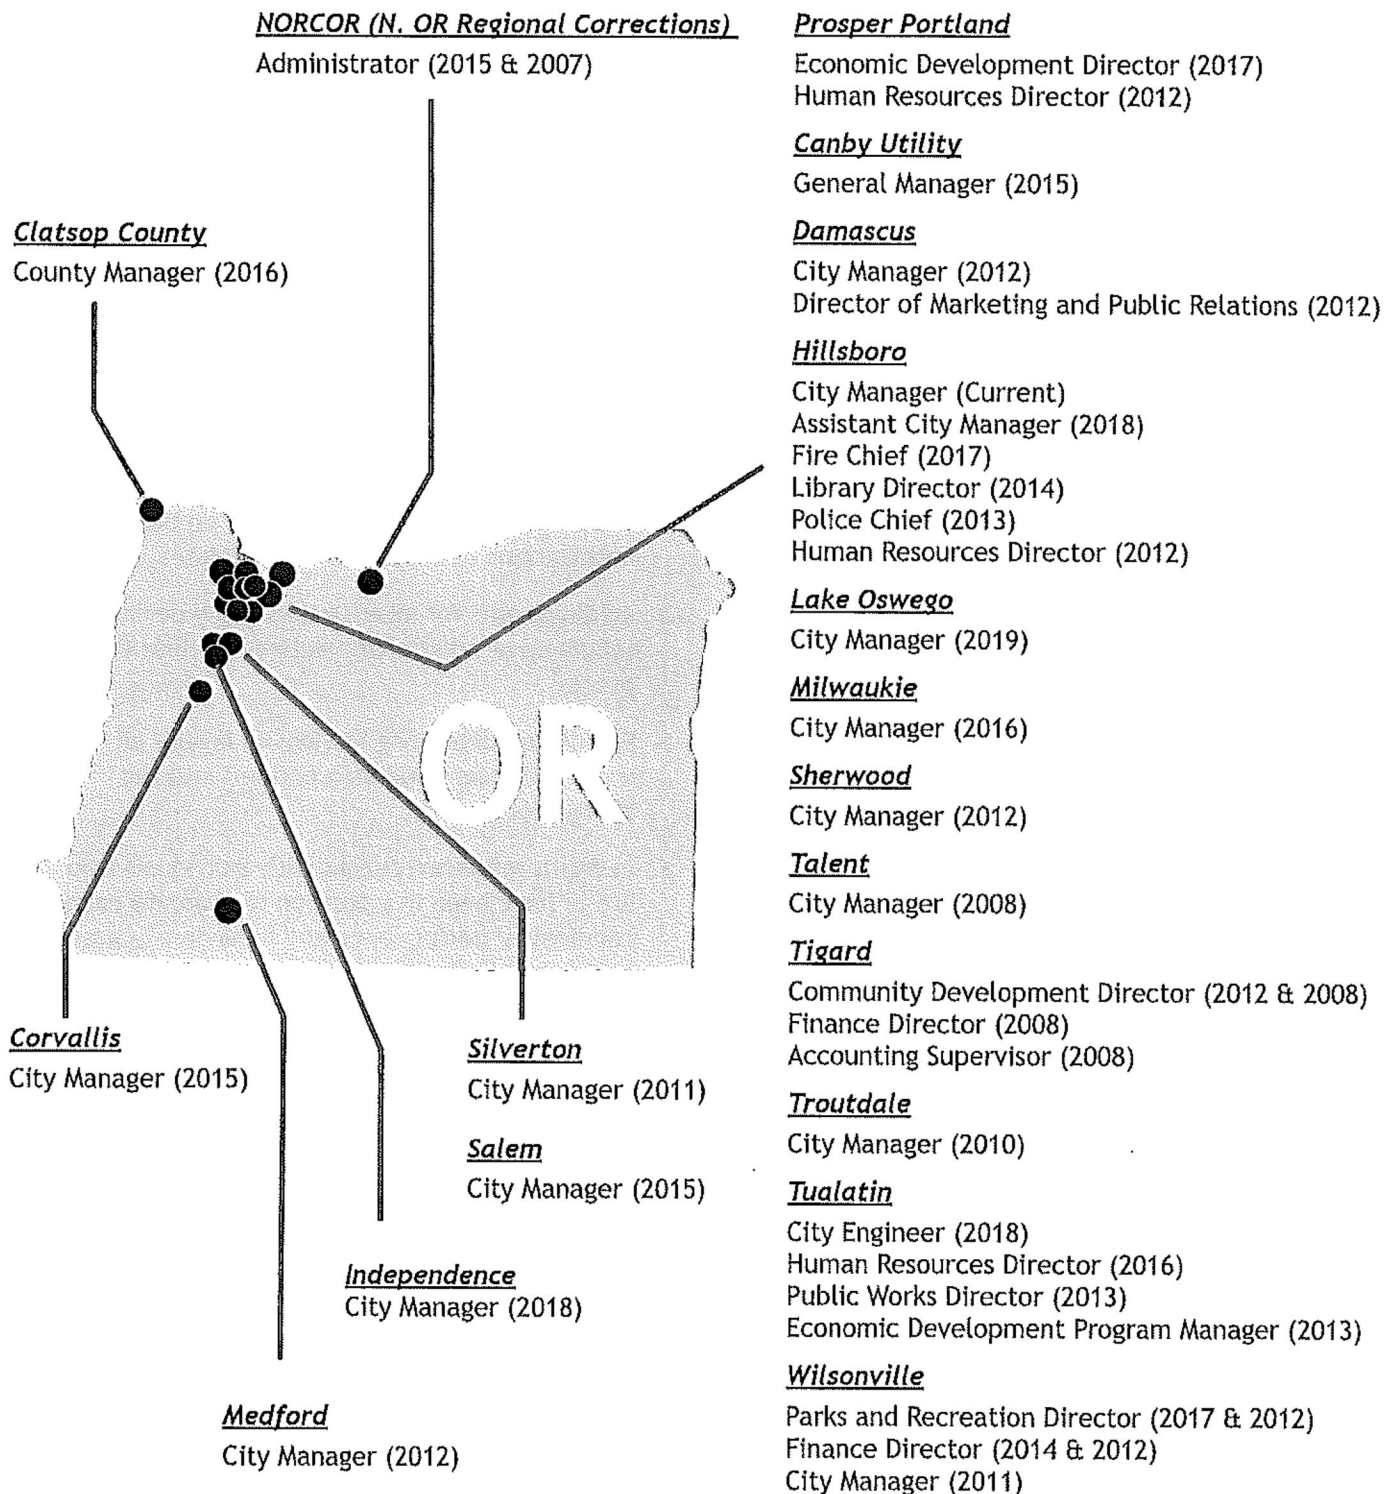 NORCOR (N. OR Regional Corrections)
Administrator (2015 & 2007)
Clatsop County
County Manager (2016)
OR
Corvallis
City Manager (2015)
Silverton
City Manager (2011)
Salem
City Manager (2015)
Independence
City Manager (2018)
Medford
City Manager (2012)
Prosper Portland
Economic Development Director (2017)
Human Resources Director (2012)
Canby Utility
General Manager (2015)
Damascus
City Manager (2012)
Director of Marketing and Public Relations (2012)
Hillsboro
City Manager (Current)
Assistant City Manager (2018)
Fire Chief (2017)
Library Director (2014)
Police Chief (2013)
Human Resources Director (2012)
Lake Oswego
City Manager (2019)
Milwaukie
City Manager (2016)
Sherwood
City Manager (2012)
Talent
City Manager (2008)
Tigard
Community Development Director (2012 & 2008)
Finance Director (2008)
Accounting Supervisor (2008)
Troutdale
City Manager (2010)
Tualatin
City Engineer (2018)
Human Resources Director (2016)
Public Works Director (2013)
Economic Development Program Manager (2013)
Wilsonville
Parks and Recreation Director (2017 & 2012)
Finance Director (2014 & 2012)
City Manager (2011)